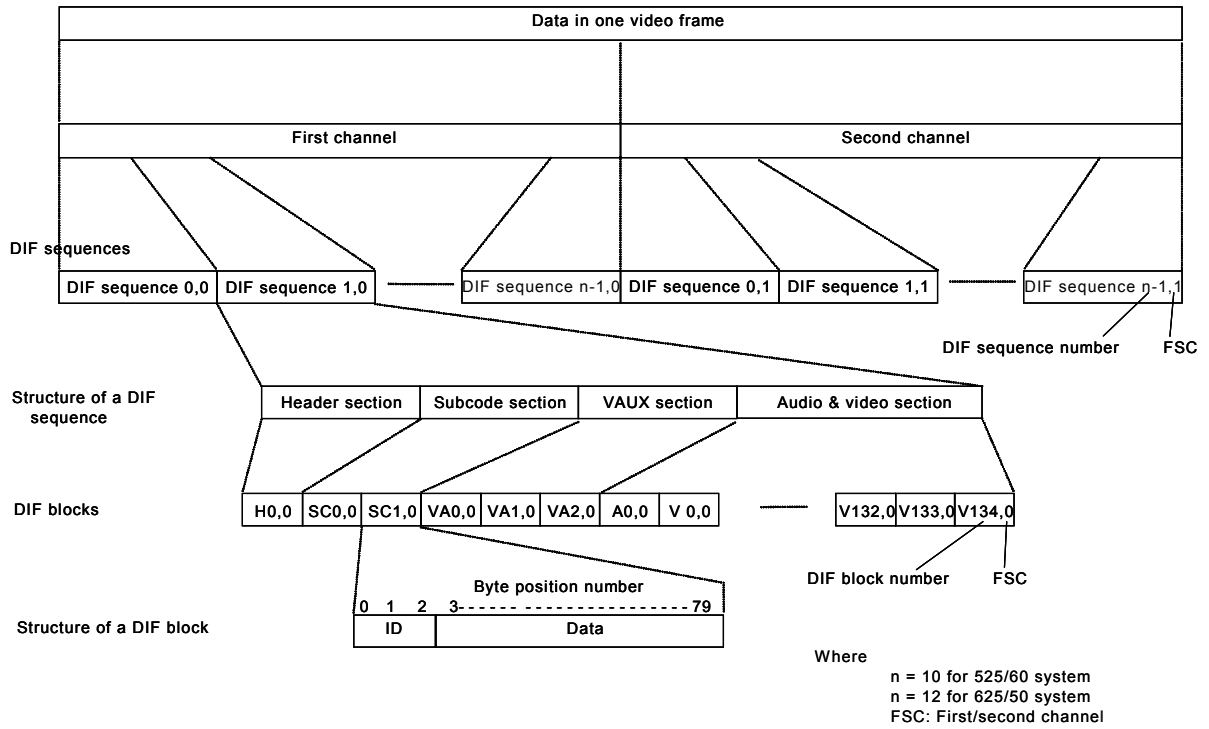 Data in one video frame
First channel
Second channel
DIF sequences
DIF sequence 0,0
DIF sequence 1,0
DIF sequence n-1,0
DIF sequence 0,1
DIF sequence 1,1
DIF sequence n-1,1
DIF sequence number
FSC
Structure of a DIF
sequence
Header section
Subcode section
VAUX section
Audio & video section
DIF blocks
H0,0
SC0,0
SC1,0
VA0,0
VA1,0
VA2,0
A0,0
V 0,0
V132,0
V133,0
V134,0
DIF block number
FSC
Byte position number
0 1 2 3- - - - - - - - - - - - - - - - - - - - - - - 79
Structure of a DIF block
ID
Data
Where
n = 10 for 525/60 system
n = 12 for 625/50 system
FSC: First/second channel